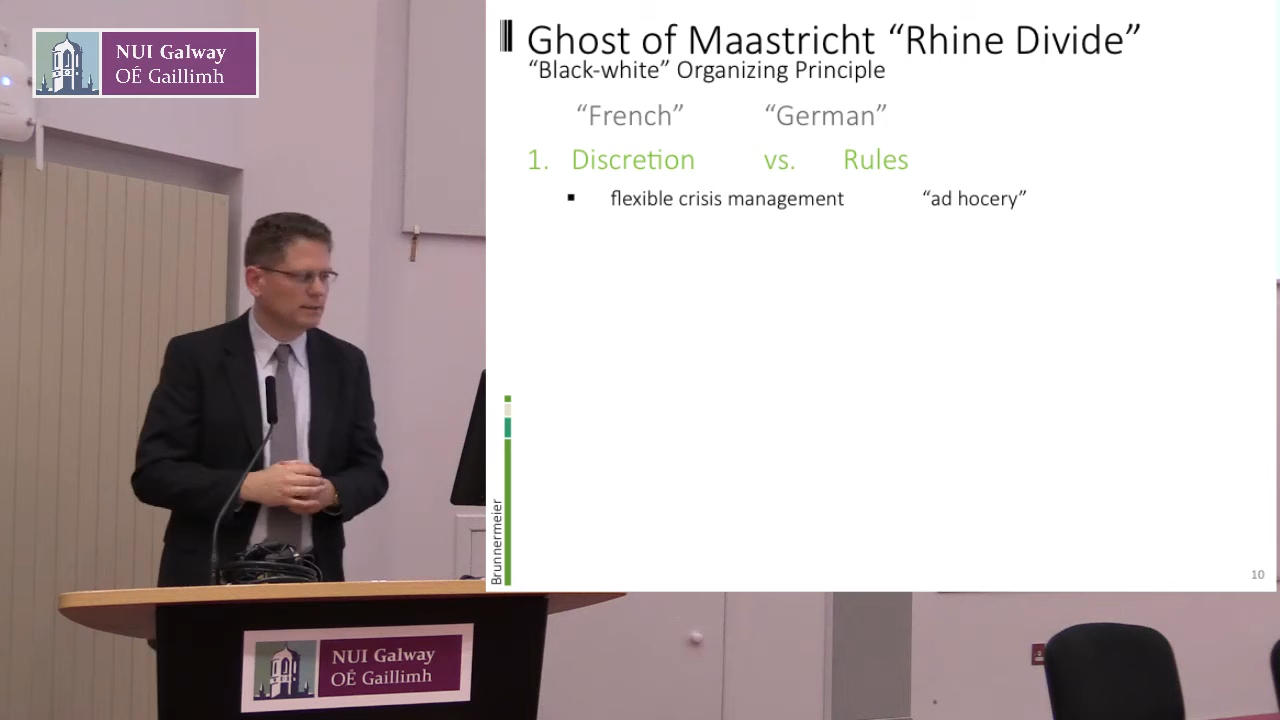 NUI Galway
OÉ Gaillimh
Ghost of Maastricht “Rhine Divide”
“Black-white” Organizing Principle
“French” “German”
1. Discretion vs. Rules
▪ flexible crisis management “ad hocery”
Brunnermeier
10
NUI Galway
OÉ Gaillimh